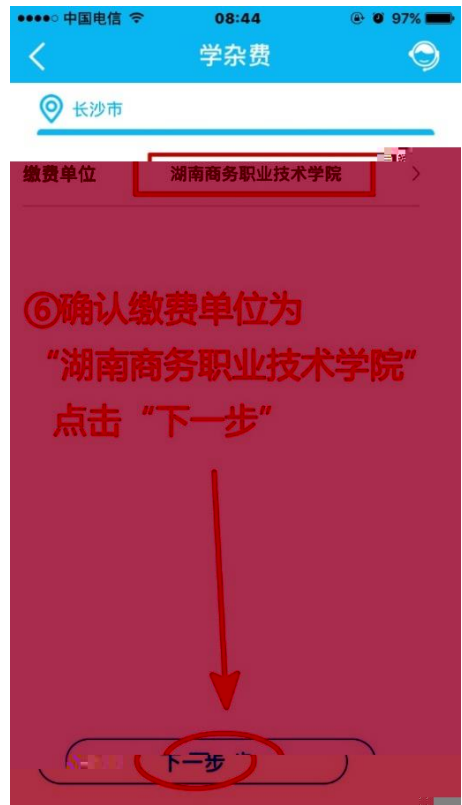 中国电信 08:44 97%
学杂费
长沙市
缴费单位 湖南商务职业技术学院
⑥确认缴费单位为
“湖南商务职业技术学院”
点击“下一步”
下一步